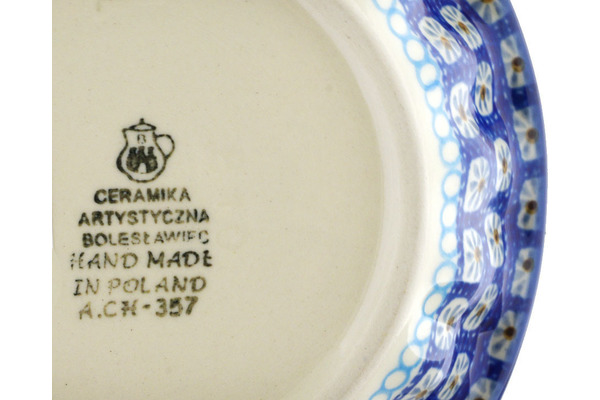 B
CERAMIKA
ARTYSTYCZNA
BOLESŁAWIEC
HAND MADE
IN POLAND
A.CH-357